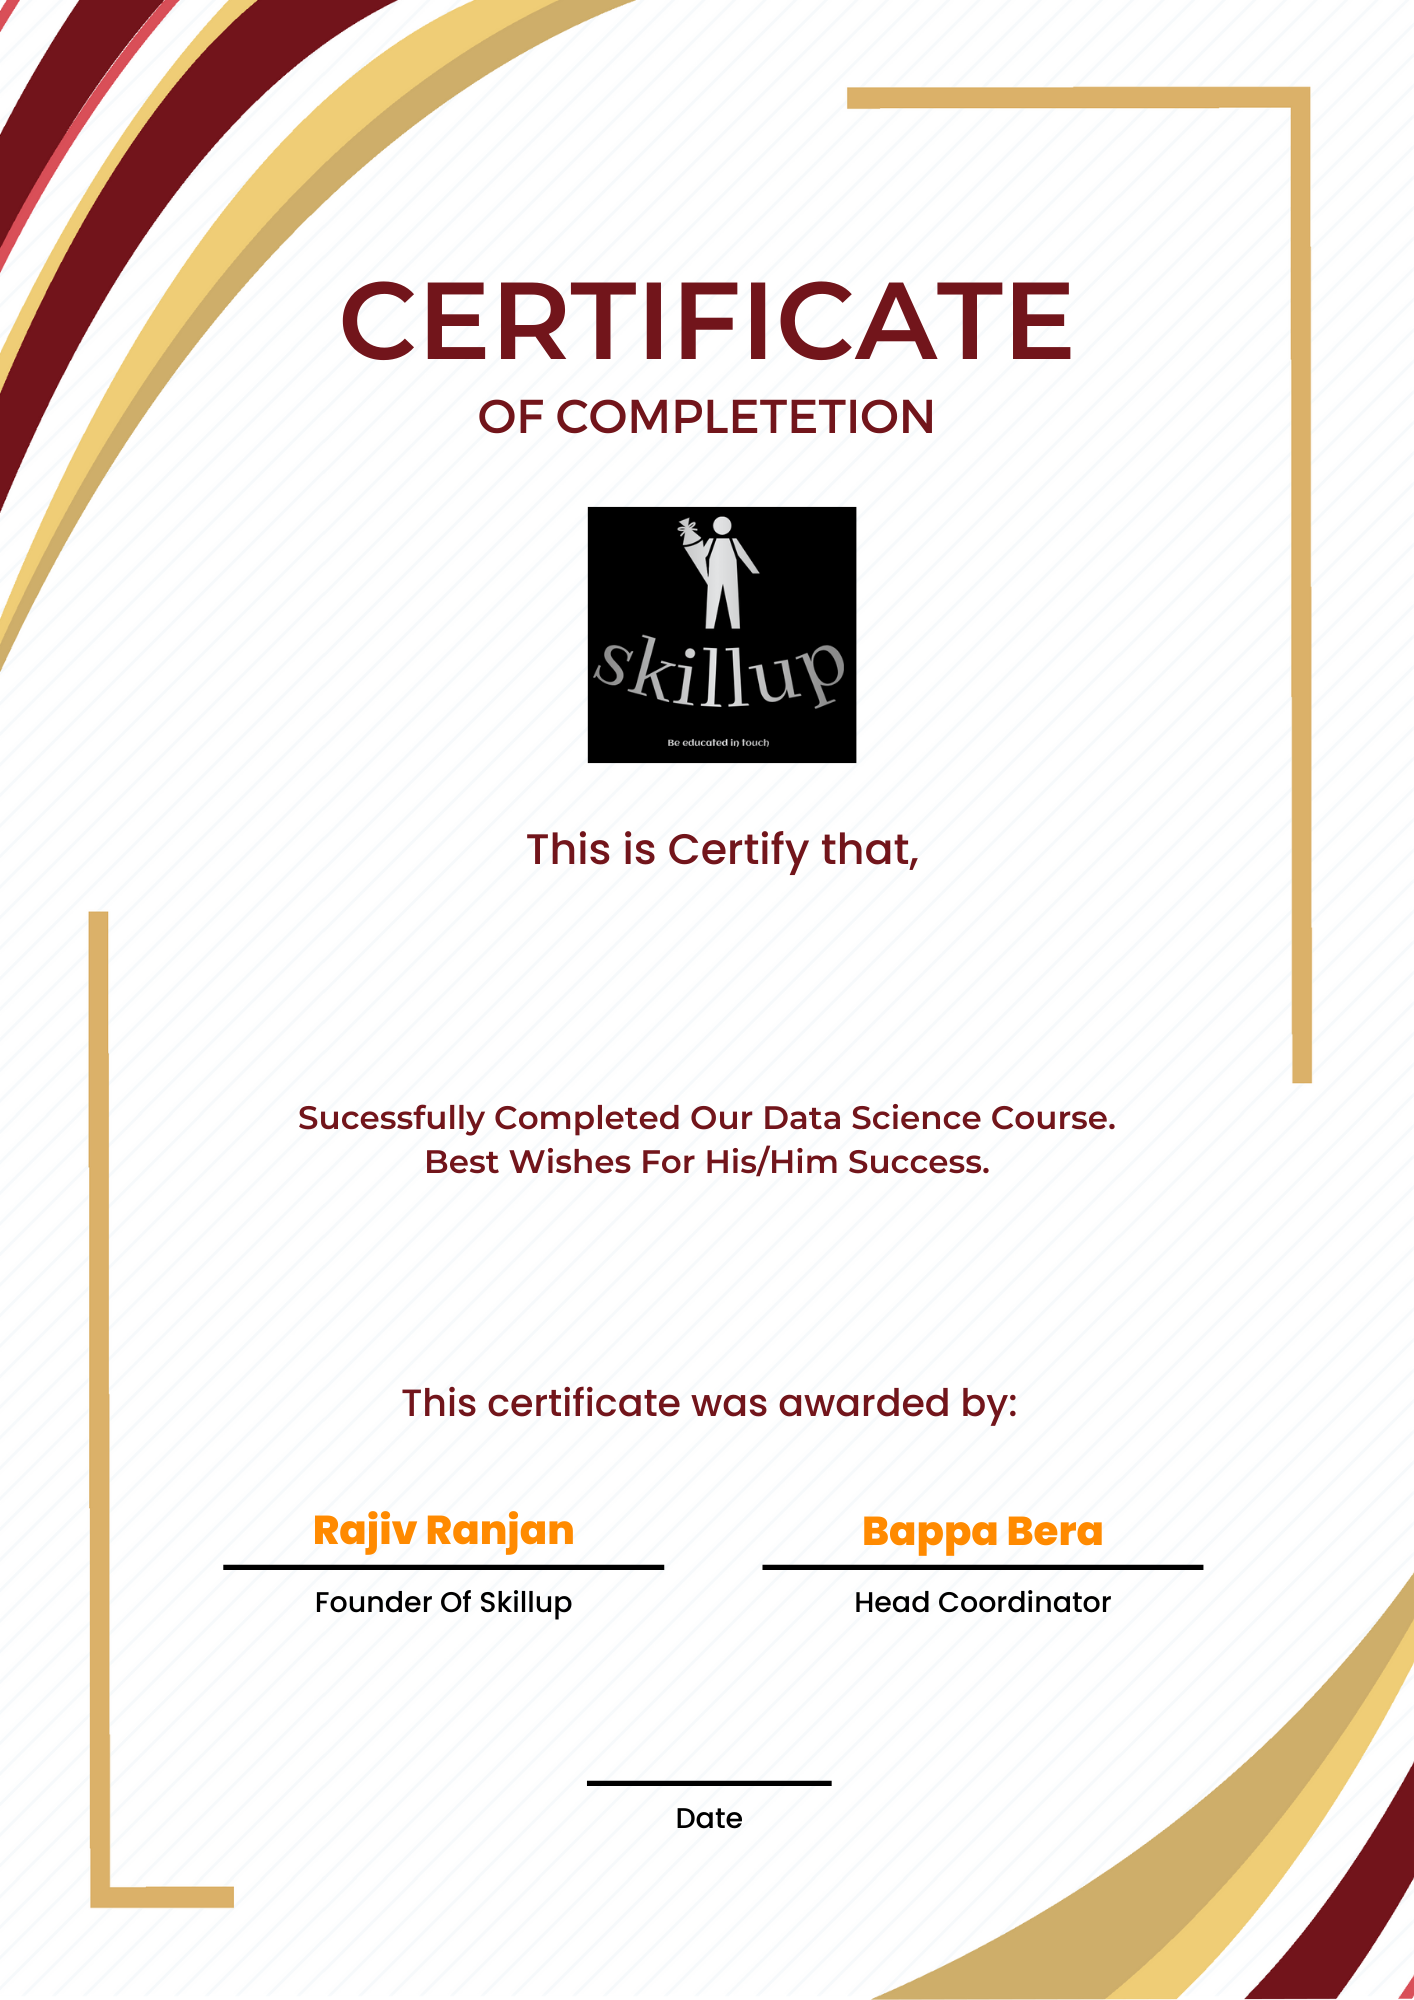 CERTIFICATE
OF COMPLETETION
skillup
Be educated in touch
This is Certify that,
Sucessfully Completed Our Data Science Course.
Best Wishes For His/Him Success.
This certificate was awarded by:
Rajiv Ranjan
Founder Of Skillup
Bappa Bera
Head Coordinator
Date